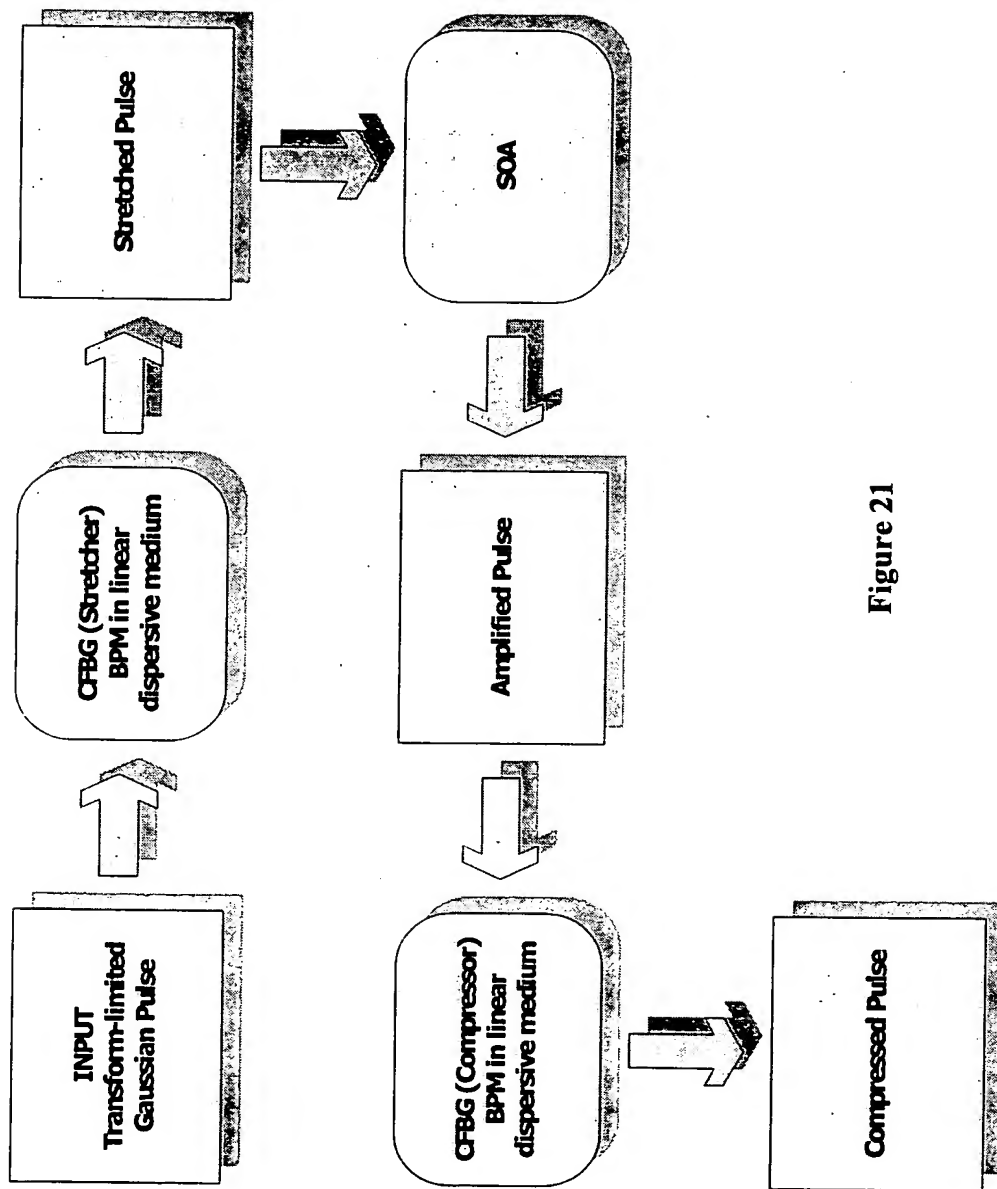 INPUT
Transform-limited
Gaussian Pulse
CFBG (Stretcher)
BPM in linear
dispersive medium
Stretched Pulse
SOA
Amplified Pulse
CFBG (Compressor)
BPM in linear
dispersive medium
Compressed Pulse
Figure 21